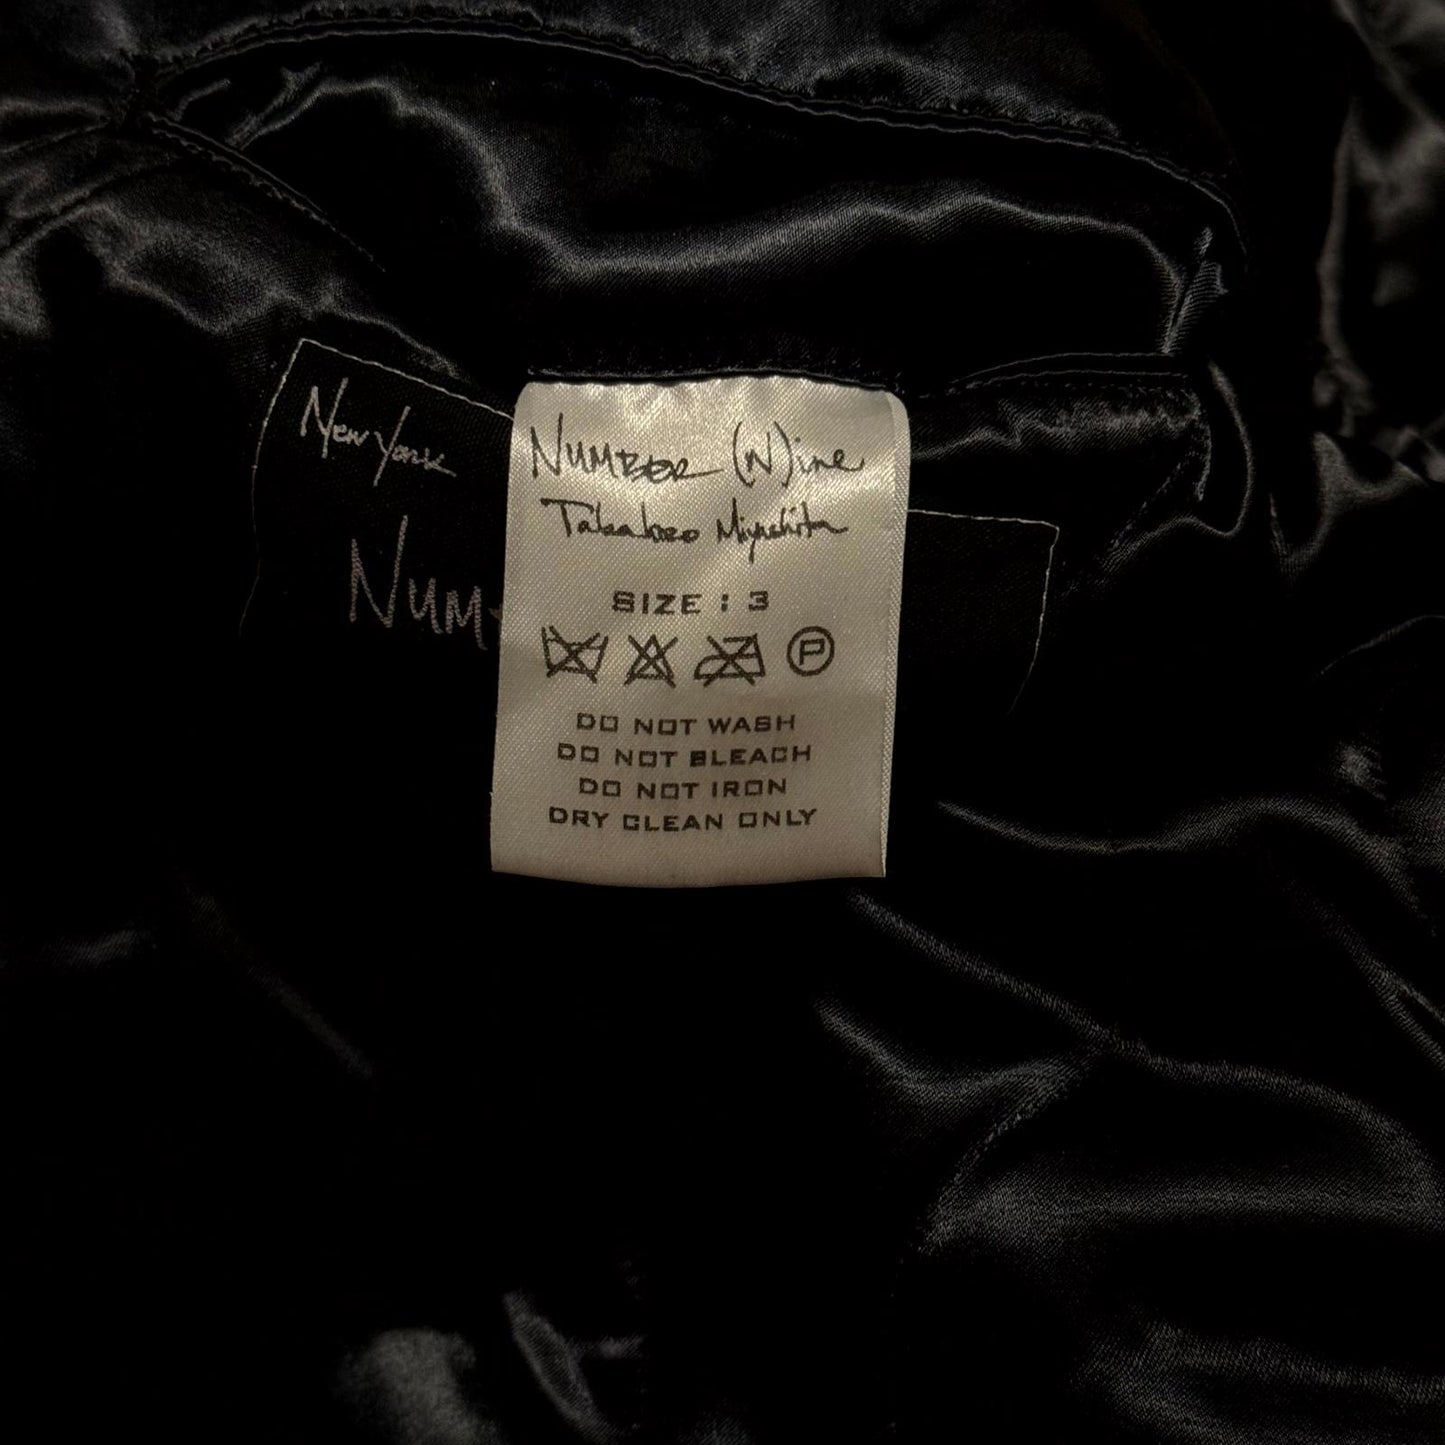 New York
Num
Number (N)ine
Takahiro Miyashita
SIZE : 3
P
DO NOT WASH
DO NOT BLEACH
DO NOT IRON
DRY CLEAN ONLY